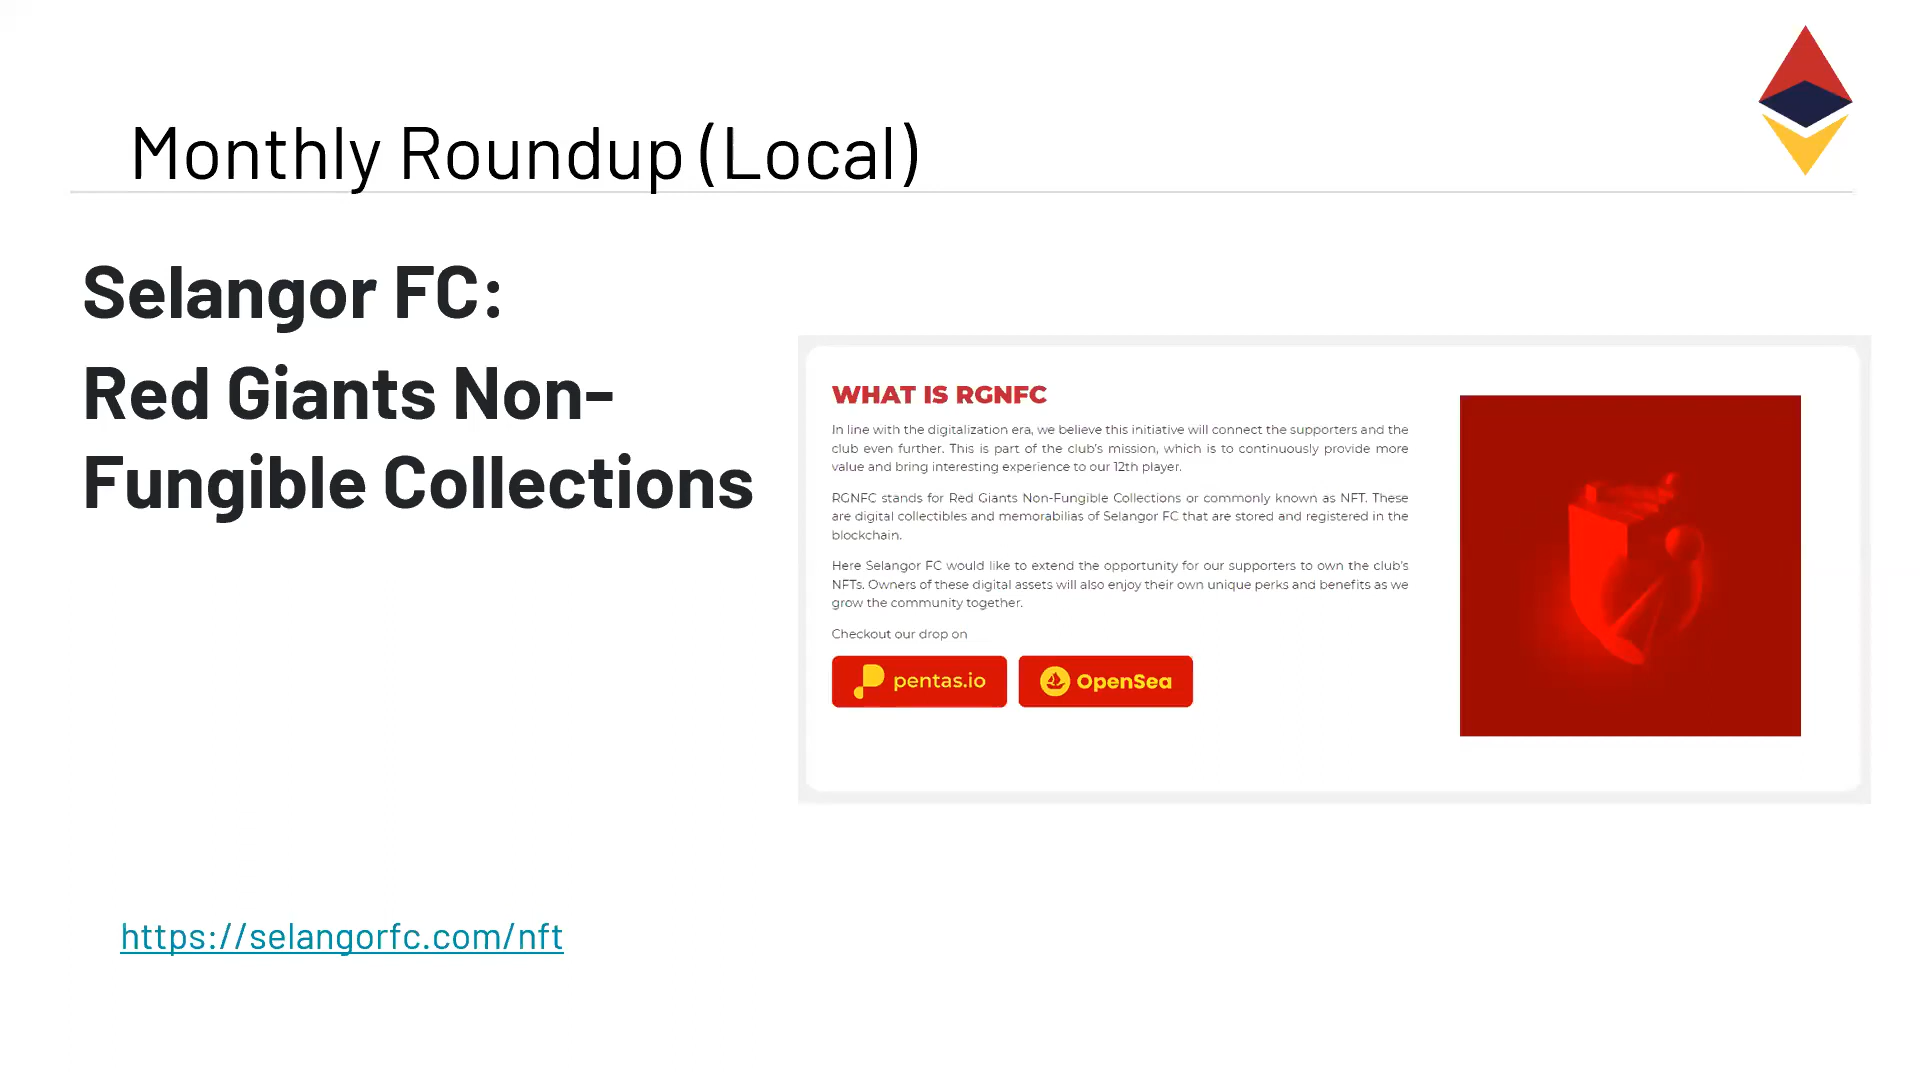 Monthly Roundup (Local)
Selangor FC:
Red Giants Non-
Fungible Collections
WHAT IS RGNFC
In line with the digitalization era, we believe this initiative will connect the supporters and the
club even further. This is part of the club's mission, which is to continuously provide more
value and bring interesting experience to our 12th player.
RGNFC stands for Red Giants Non-Fungible Collections or commonly known as NFT. These
are digital collectibles and memorabilias of Selangor FC that are stored and registered in the
blockchain.
Here Selangor FC would like to extend the opportunity for our supporters to own the club's
NFTs. Owners of these digital assets will also enjoy their own unique perks and benefits as we
grow the community together.
Checkout our drop on
pentas.io
OpenSea
https://selangorfc.com/nft